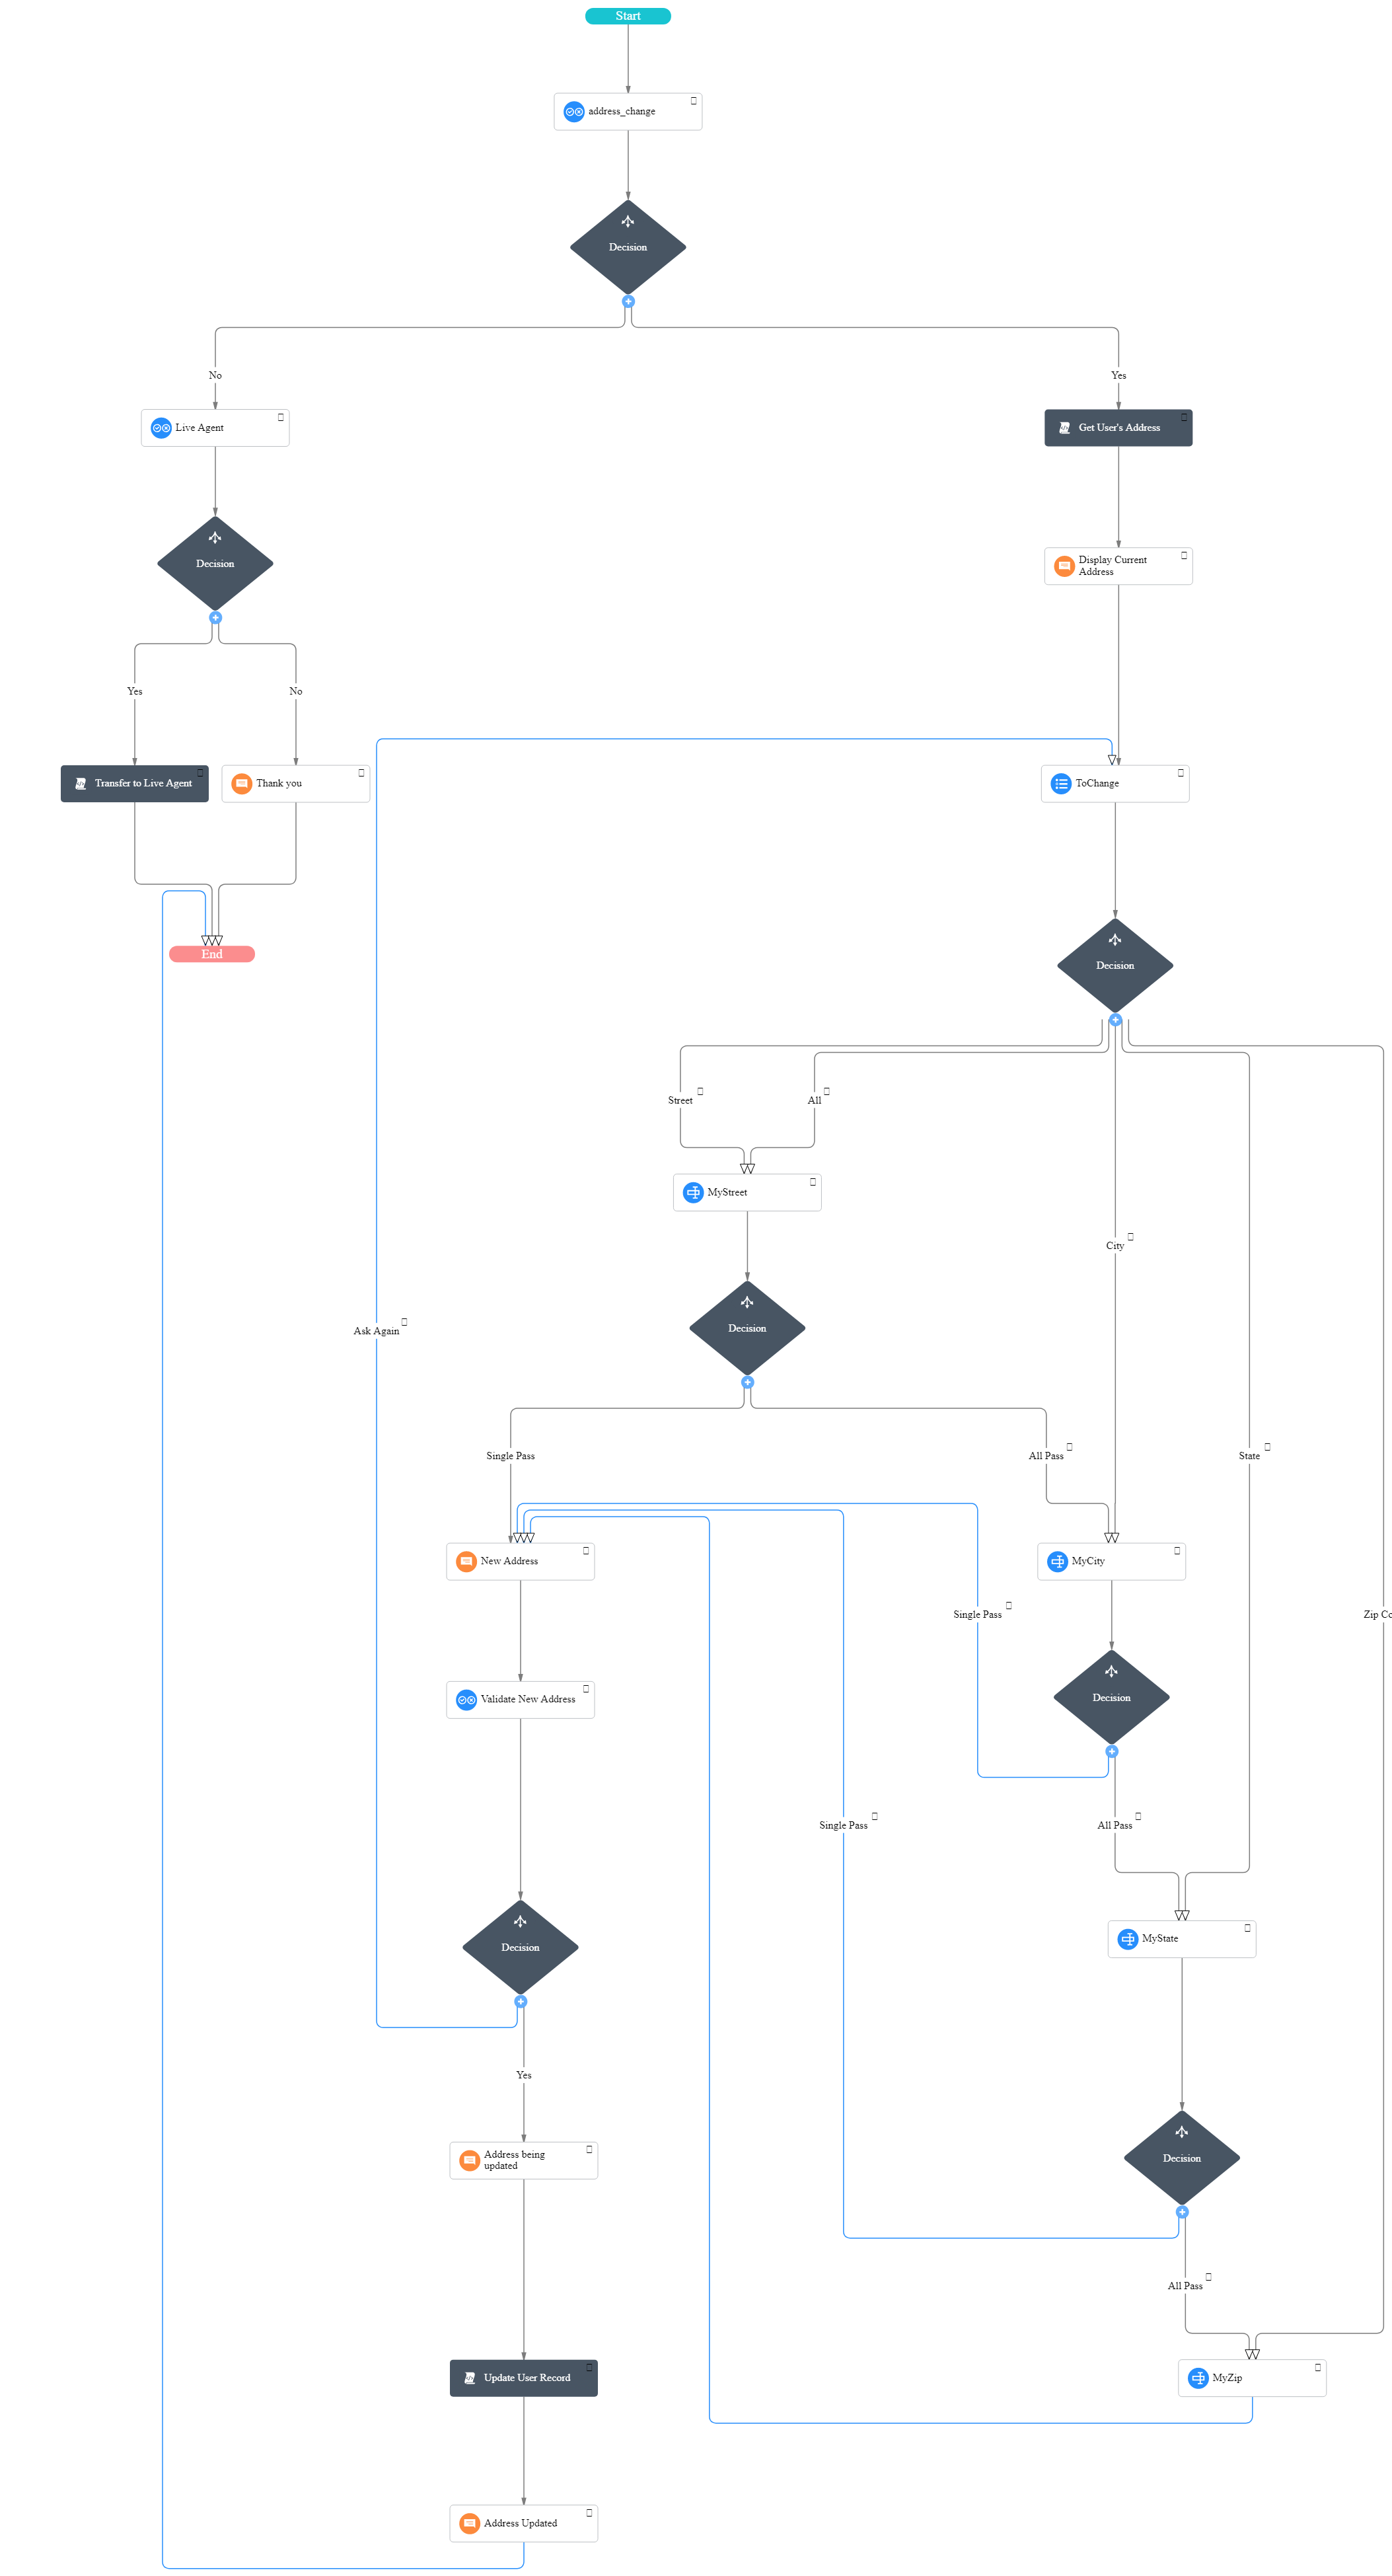 Start
address_change
Decision
No
Yes
Live Agent
Get User's Address
Decision
Display Current
Address
Yes
No
Transfer to Live Agent
Thank you
ToChange
End
Decision
Street
All
MyStreet
City
Decision
Ask Again
Single Pass
All Pass
State
New Address
MyCity
Single Pass
Zip
Validate New Address
Decision
Single Pass
All Pass
MyState
Decision
Yes
Address being
updated
Decision
All Pass
Update User Record
MyZip
Address Updated